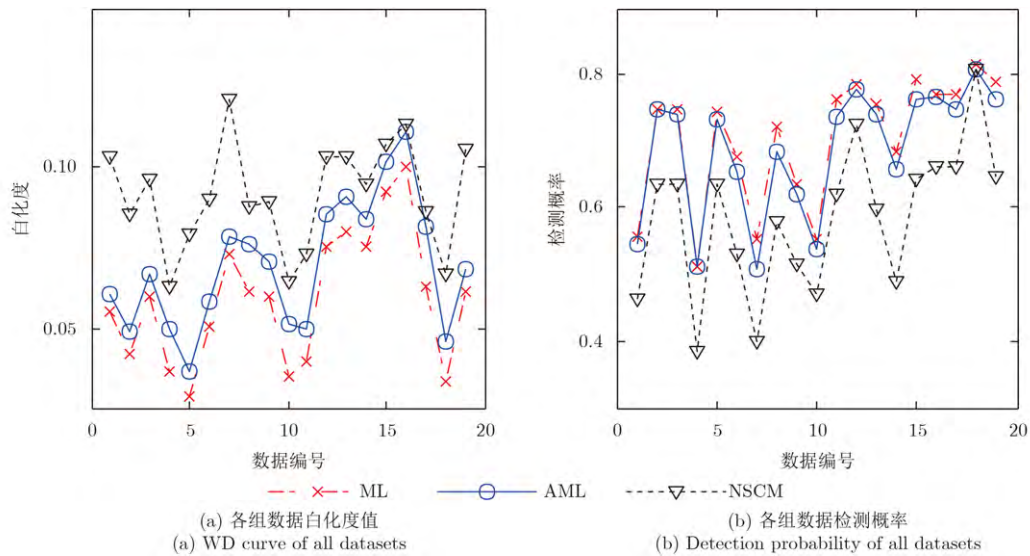 白化度
0.10
0.05
0
5
10
15
20
数据编号
检测概率
0.8
0.6
0.4
0
5
10
15
20
数据编号
ML
AML
NSCM
(a) 各组数据白化度值
(a) WD curve of all datasets
(b) 各组数据检测概率
(b) Detection probability of all datasets